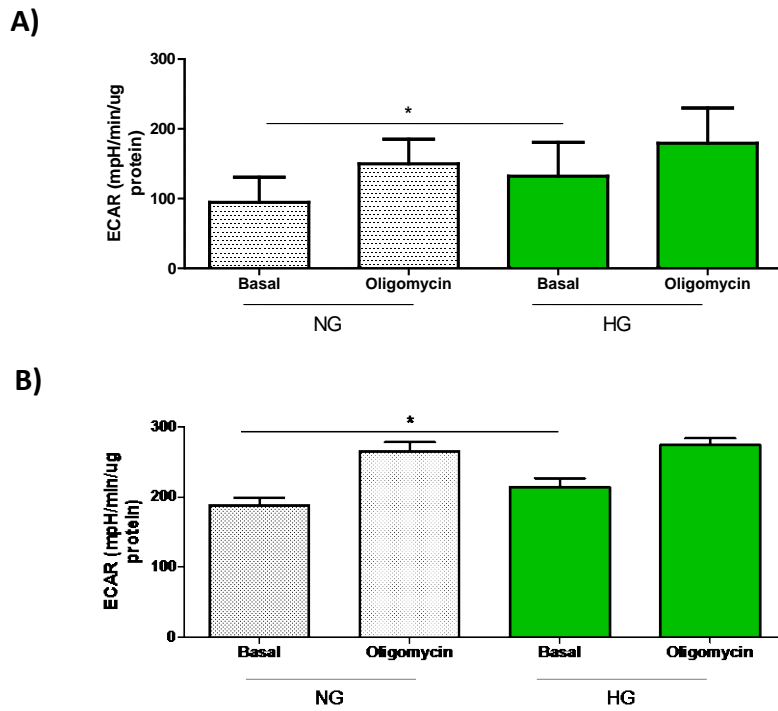 A)
ECAR (mpH/min/ug
protein)
300
200
100
0
*
Basal
Oligomycin
Basal
Oligomycin
NG
HG
B)
ECAR (mpH/min/ug
protein)
300
200
100
0
*
Basal
Oligomycin
Basal
Oligomycin
NG
HG